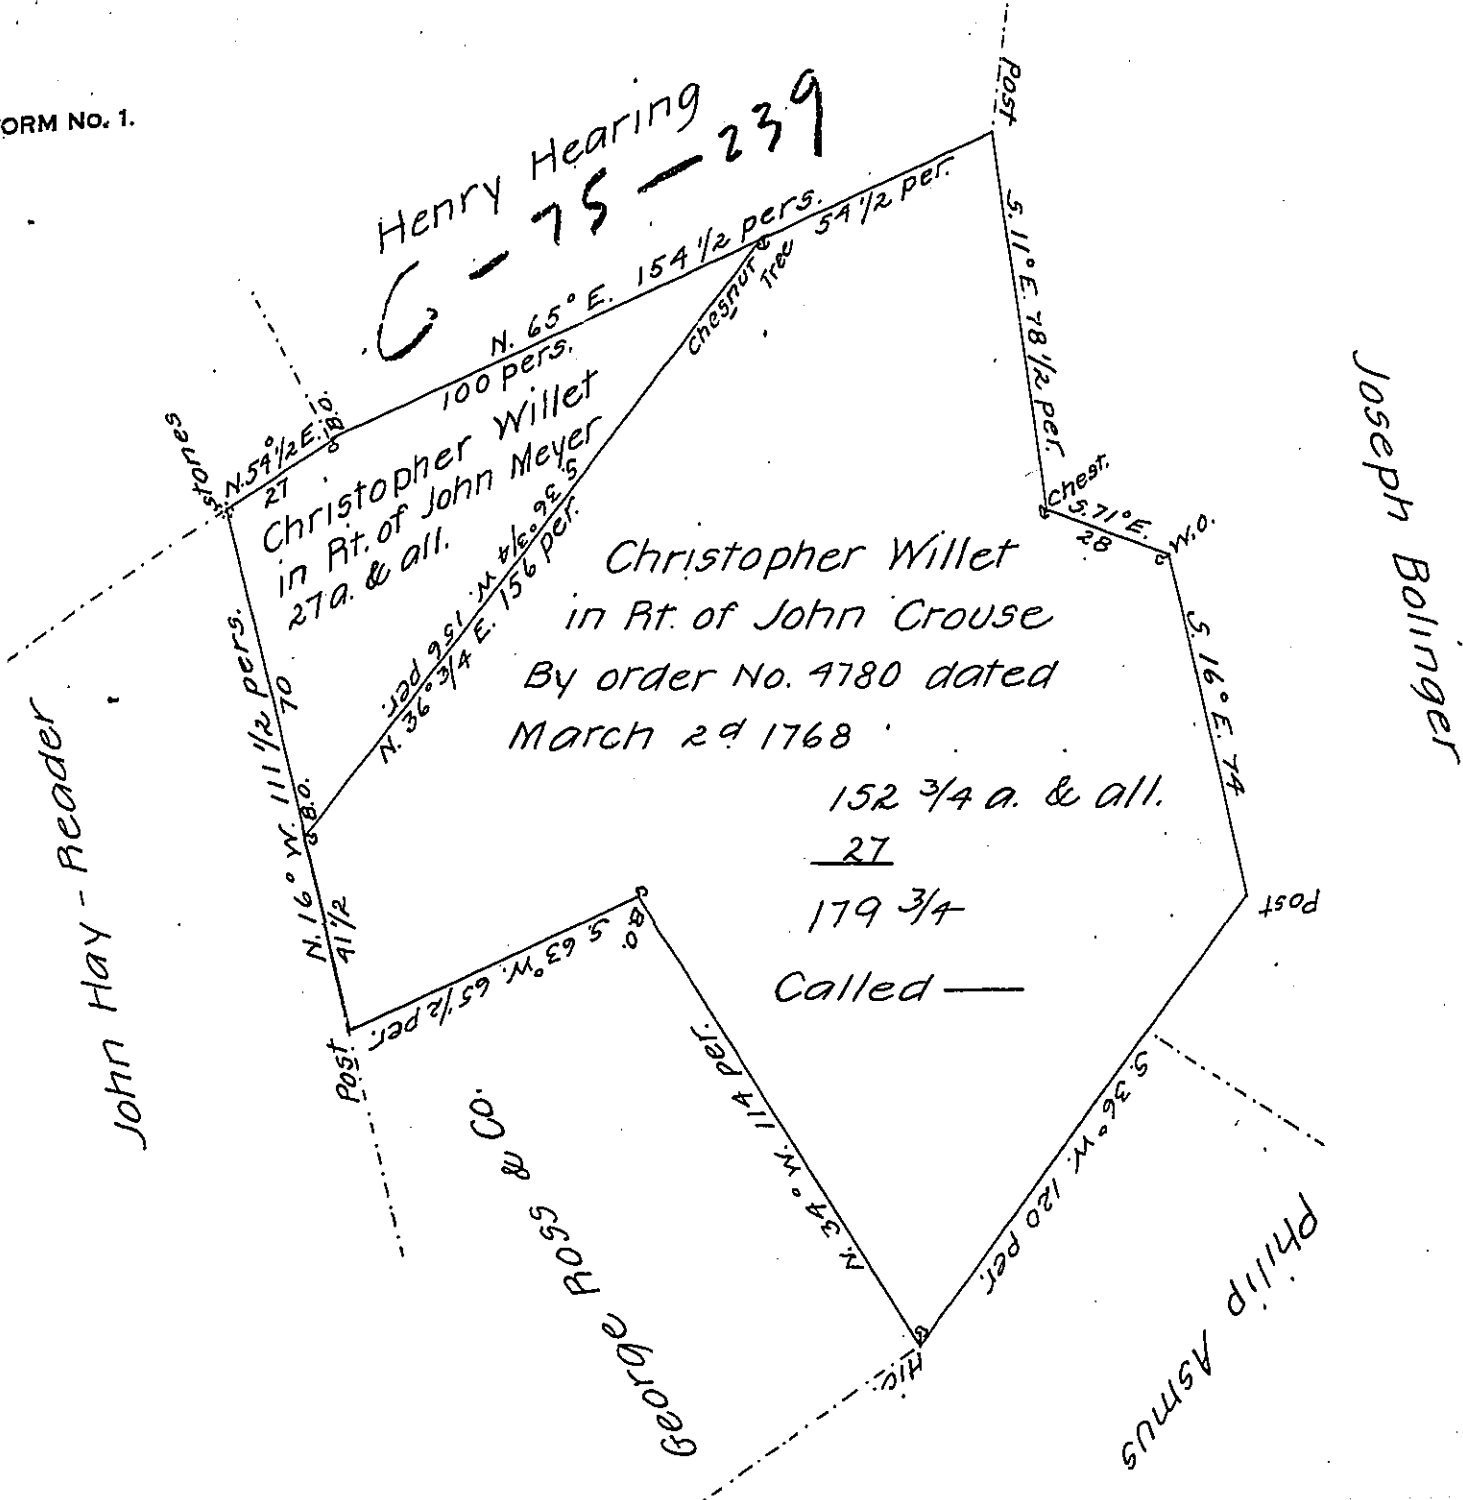 ORM No. 1.
Henry Hearing
C-75-239
Post
N. 65° E. 154 1/2 pers.
100 pers.
54 1/2 per.
Chesnut
Tree
S. 11° E. 78 1/2 per.
Stones
N. 54° 1/2 E.
27
B.O.
Christopher Willet
in Rt. of John Meyer
27 a. & all.
S. 36° 3/4 W. 156 per.
N. 36° 3/4 E. 156 per.
Chest.
S. 71° E.
28
W.O.
Joseph Bolinger
Christopher Willet
in Rt. of John Crouse
By order No. 4780 dated
March 2d 1768
152 3/4 a. & all.
27
179 3/4
Called —
S. 16° E. 74
Post
John Hay - Reader
N. 16° W. 111 1/2 pers.
70
B.O.
41 1/2
Post
S. 63° W. 65 1/2 per.
B.O.
George Ross & Co.
N. 34° W. 114 per.
S. 36° W. 120 per.
Hic.
Philip Asmus